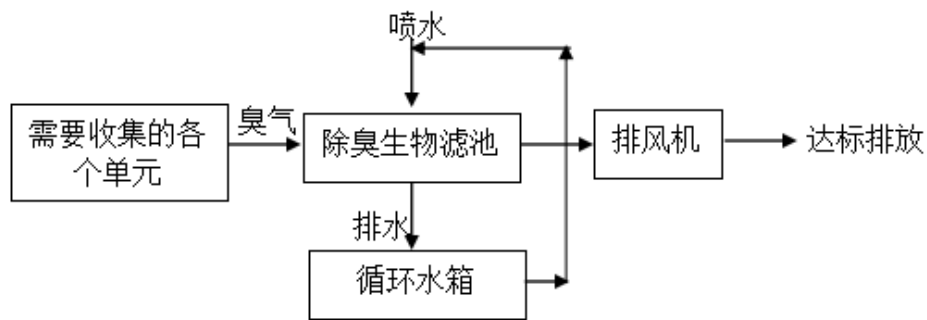 喷水
需要收集的各
个单元
臭气
除臭生物滤池
排风机
达标排放
排水
循环水箱